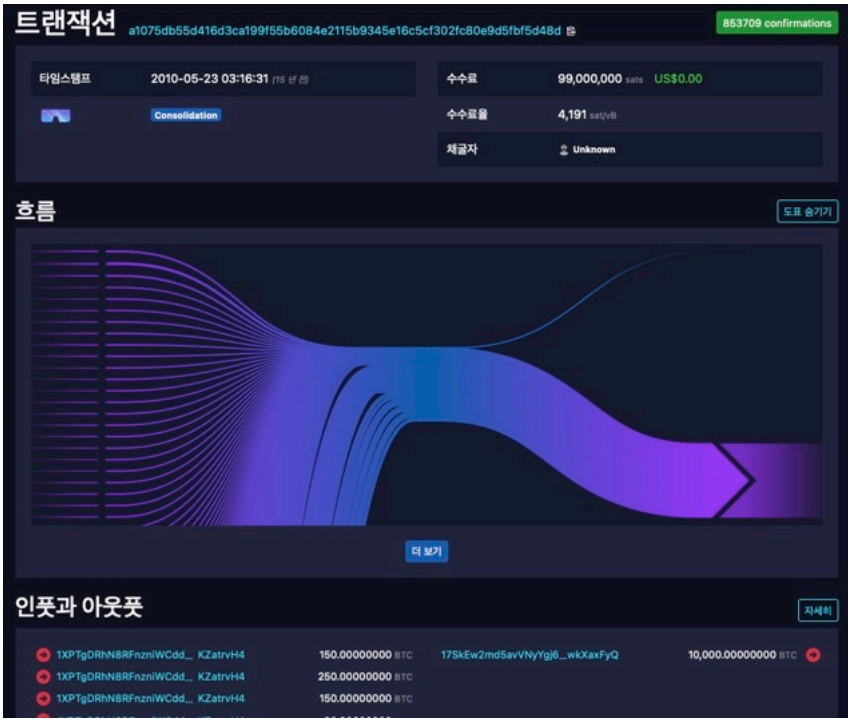 트랜잭션 a1075db55d416d3ca199f55b6084e2115b9345e16c5cf302fc80e9d5fbf5d48d
853709 confirmations
타임스탬프 2010-05-23 03:16:31 (15 년 전)
수수료 99,000,000 sats US$0.00
Consolidation
수수료율 4,191 sat/vB
채굴자 Unknown
흐름
도표 숨기기
더 보기
인풋과 아웃풋
자세히
1XPTgDRhN8RFnzniWCdd... KZatrvH4 150.00000000 BTC 17SkEw2md5avVNyYgj6...wkXaxFyQ 10,000.00000000 BTC
1XPTgDRhN8RFnzniWCdd... KZatrvH4 250.00000000 BTC
1XPTgDRhN8RFnzniWCdd... KZatrvH4 150.00000000 BTC